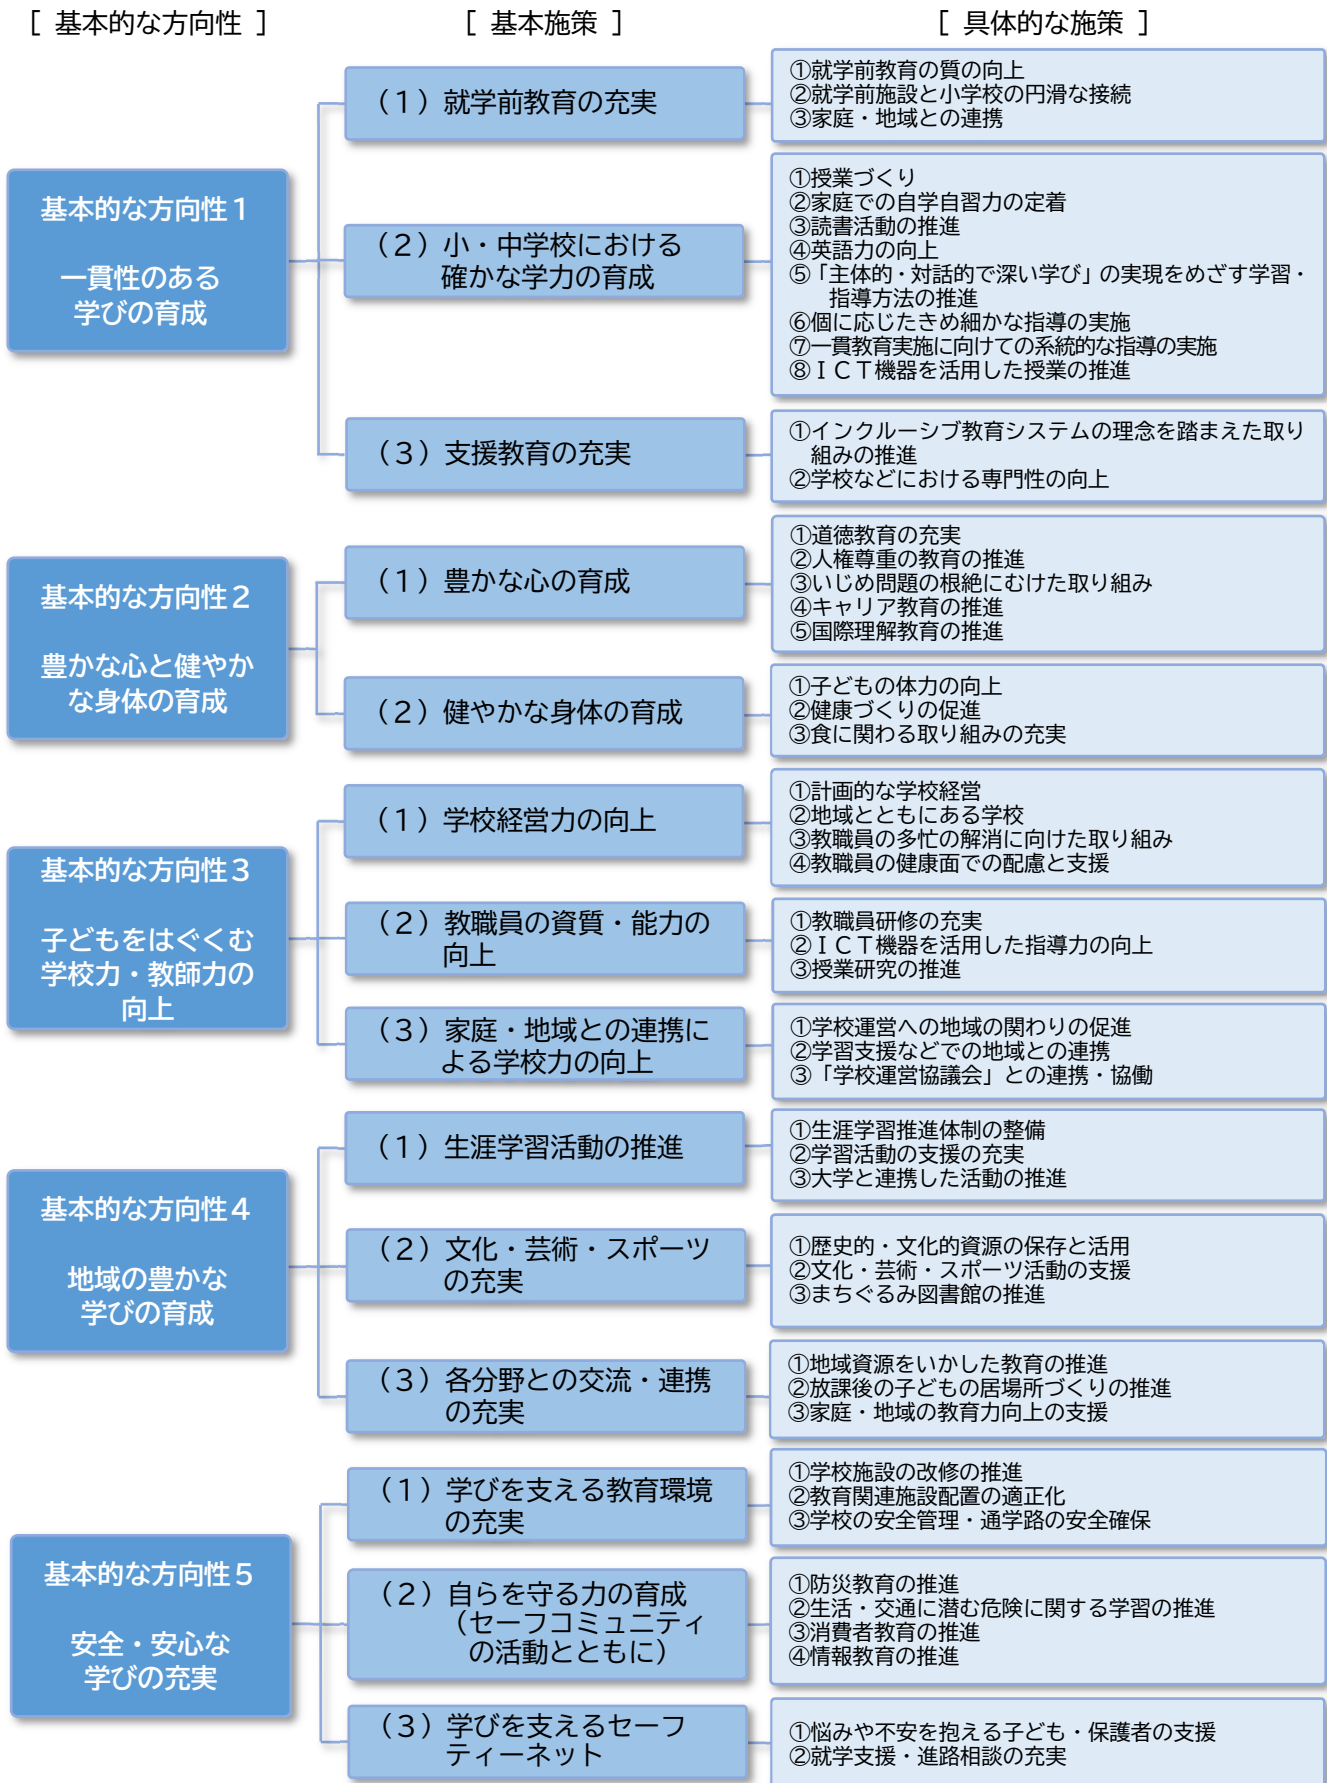 ［ 基本的な方向性 ］
［ 基本施策 ］
［ 具体的な施策 ］
基本的な方向性１
一貫性のある
学びの育成
（１）就学前教育の充実
①就学前教育の質の向上
②就学前施設と小学校の円滑な接続
③家庭・地域との連携
（２）小・中学校における
確かな学力の育成
①授業づくり
②家庭での自学自習力の定着
③読書活動の推進
④英語力の向上
⑤「主体的・対話的で深い学び」の実現をめざす学習・
指導方法の推進
⑥個に応じたきめ細かな指導の実施
⑦一貫教育実施に向けての系統的な指導の実施
⑧ＩＣＴ機器を活用した授業の推進
（３）支援教育の充実
①インクルーシブ教育システムの理念を踏まえた取り
組みの推進
②学校などにおける専門性の向上
基本的な方向性２
豊かな心と健やか
な身体の育成
（１）豊かな心の育成
①道徳教育の充実
②人権尊重の教育の推進
③いじめ問題の根絶にむけた取り組み
④キャリア教育の推進
⑤国際理解教育の推進
（２）健やかな身体の育成
①子どもの体力の向上
②健康づくりの促進
③食に関わる取り組みの充実
基本的な方向性３
子どもをはぐくむ
学校力・教師力の
向上
（１）学校経営力の向上
①計画的な学校経営
②地域とともにある学校
③教職員の多忙の解消に向けた取り組み
④教職員の健康面での配慮と支援
（２）教職員の資質・能力の
向上
①教職員研修の充実
②ＩＣＴ機器を活用した指導力の向上
③授業研究の推進
（３）家庭・地域との連携に
よる学校力の向上
①学校運営への地域の関わりの促進
②学習支援などでの地域との連携
③「学校運営協議会」との連携・協働
基本的な方向性４
地域の豊かな
学びの育成
（１）生涯学習活動の推進
①生涯学習推進体制の整備
②学習活動の支援の充実
③大学と連携した活動の推進
（２）文化・芸術・スポーツ
の充実
①歴史的・文化的資源の保存と活用
②文化・芸術・スポーツ活動の支援
③まちぐるみ図書館の推進
（３）各分野との交流・連携
の充実
①地域資源をいかした教育の推進
②放課後の子どもの居場所づくりの推進
③家庭・地域の教育力向上の支援
基本的な方向性５
安全・安心な
学びの充実
（１）学びを支える教育環境
の充実
①学校施設の改修の推進
②教育関連施設配置の適正化
③学校の安全管理・通学路の安全確保
（２）自らを守る力の育成
（セーフコミュニティ
の活動とともに）
①防災教育の推進
②生活・交通に潜む危険に関する学習の推進
③消費者教育の推進
④情報教育の推進
（３）学びを支えるセーフ
ティーネット
①悩みや不安を抱える子ども・保護者の支援
②就学支援・進路相談の充実